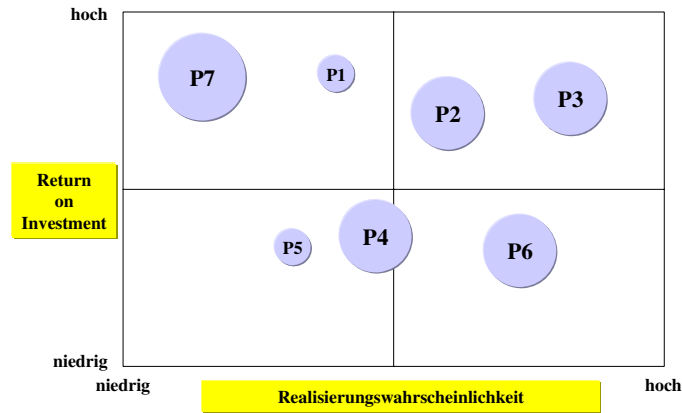 hoch
P7
P1
P2
P3
Return
on
Investment
P5
P4
P6
niedrig
niedrig
Realisierungswahrscheinlichkeit
hoch